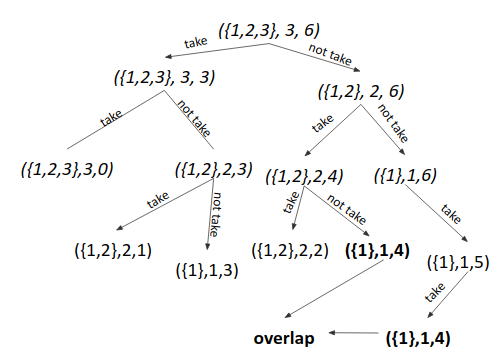 ({1,2,3}, 3, 6)
take
not take
({1,2,3}, 3, 3)
({1,2}, 2, 6)
take
not take
take
not take
({1,2,3},3,0)
({1,2},2,3)
({1,2},2,4)
({1},1,6)
take
not take
take
not take
take
({1,2},2,1)
({1},1,3)
({1,2},2,2)
({1},1,4)
({1},1,5)
take
overlap
({1},1,4)